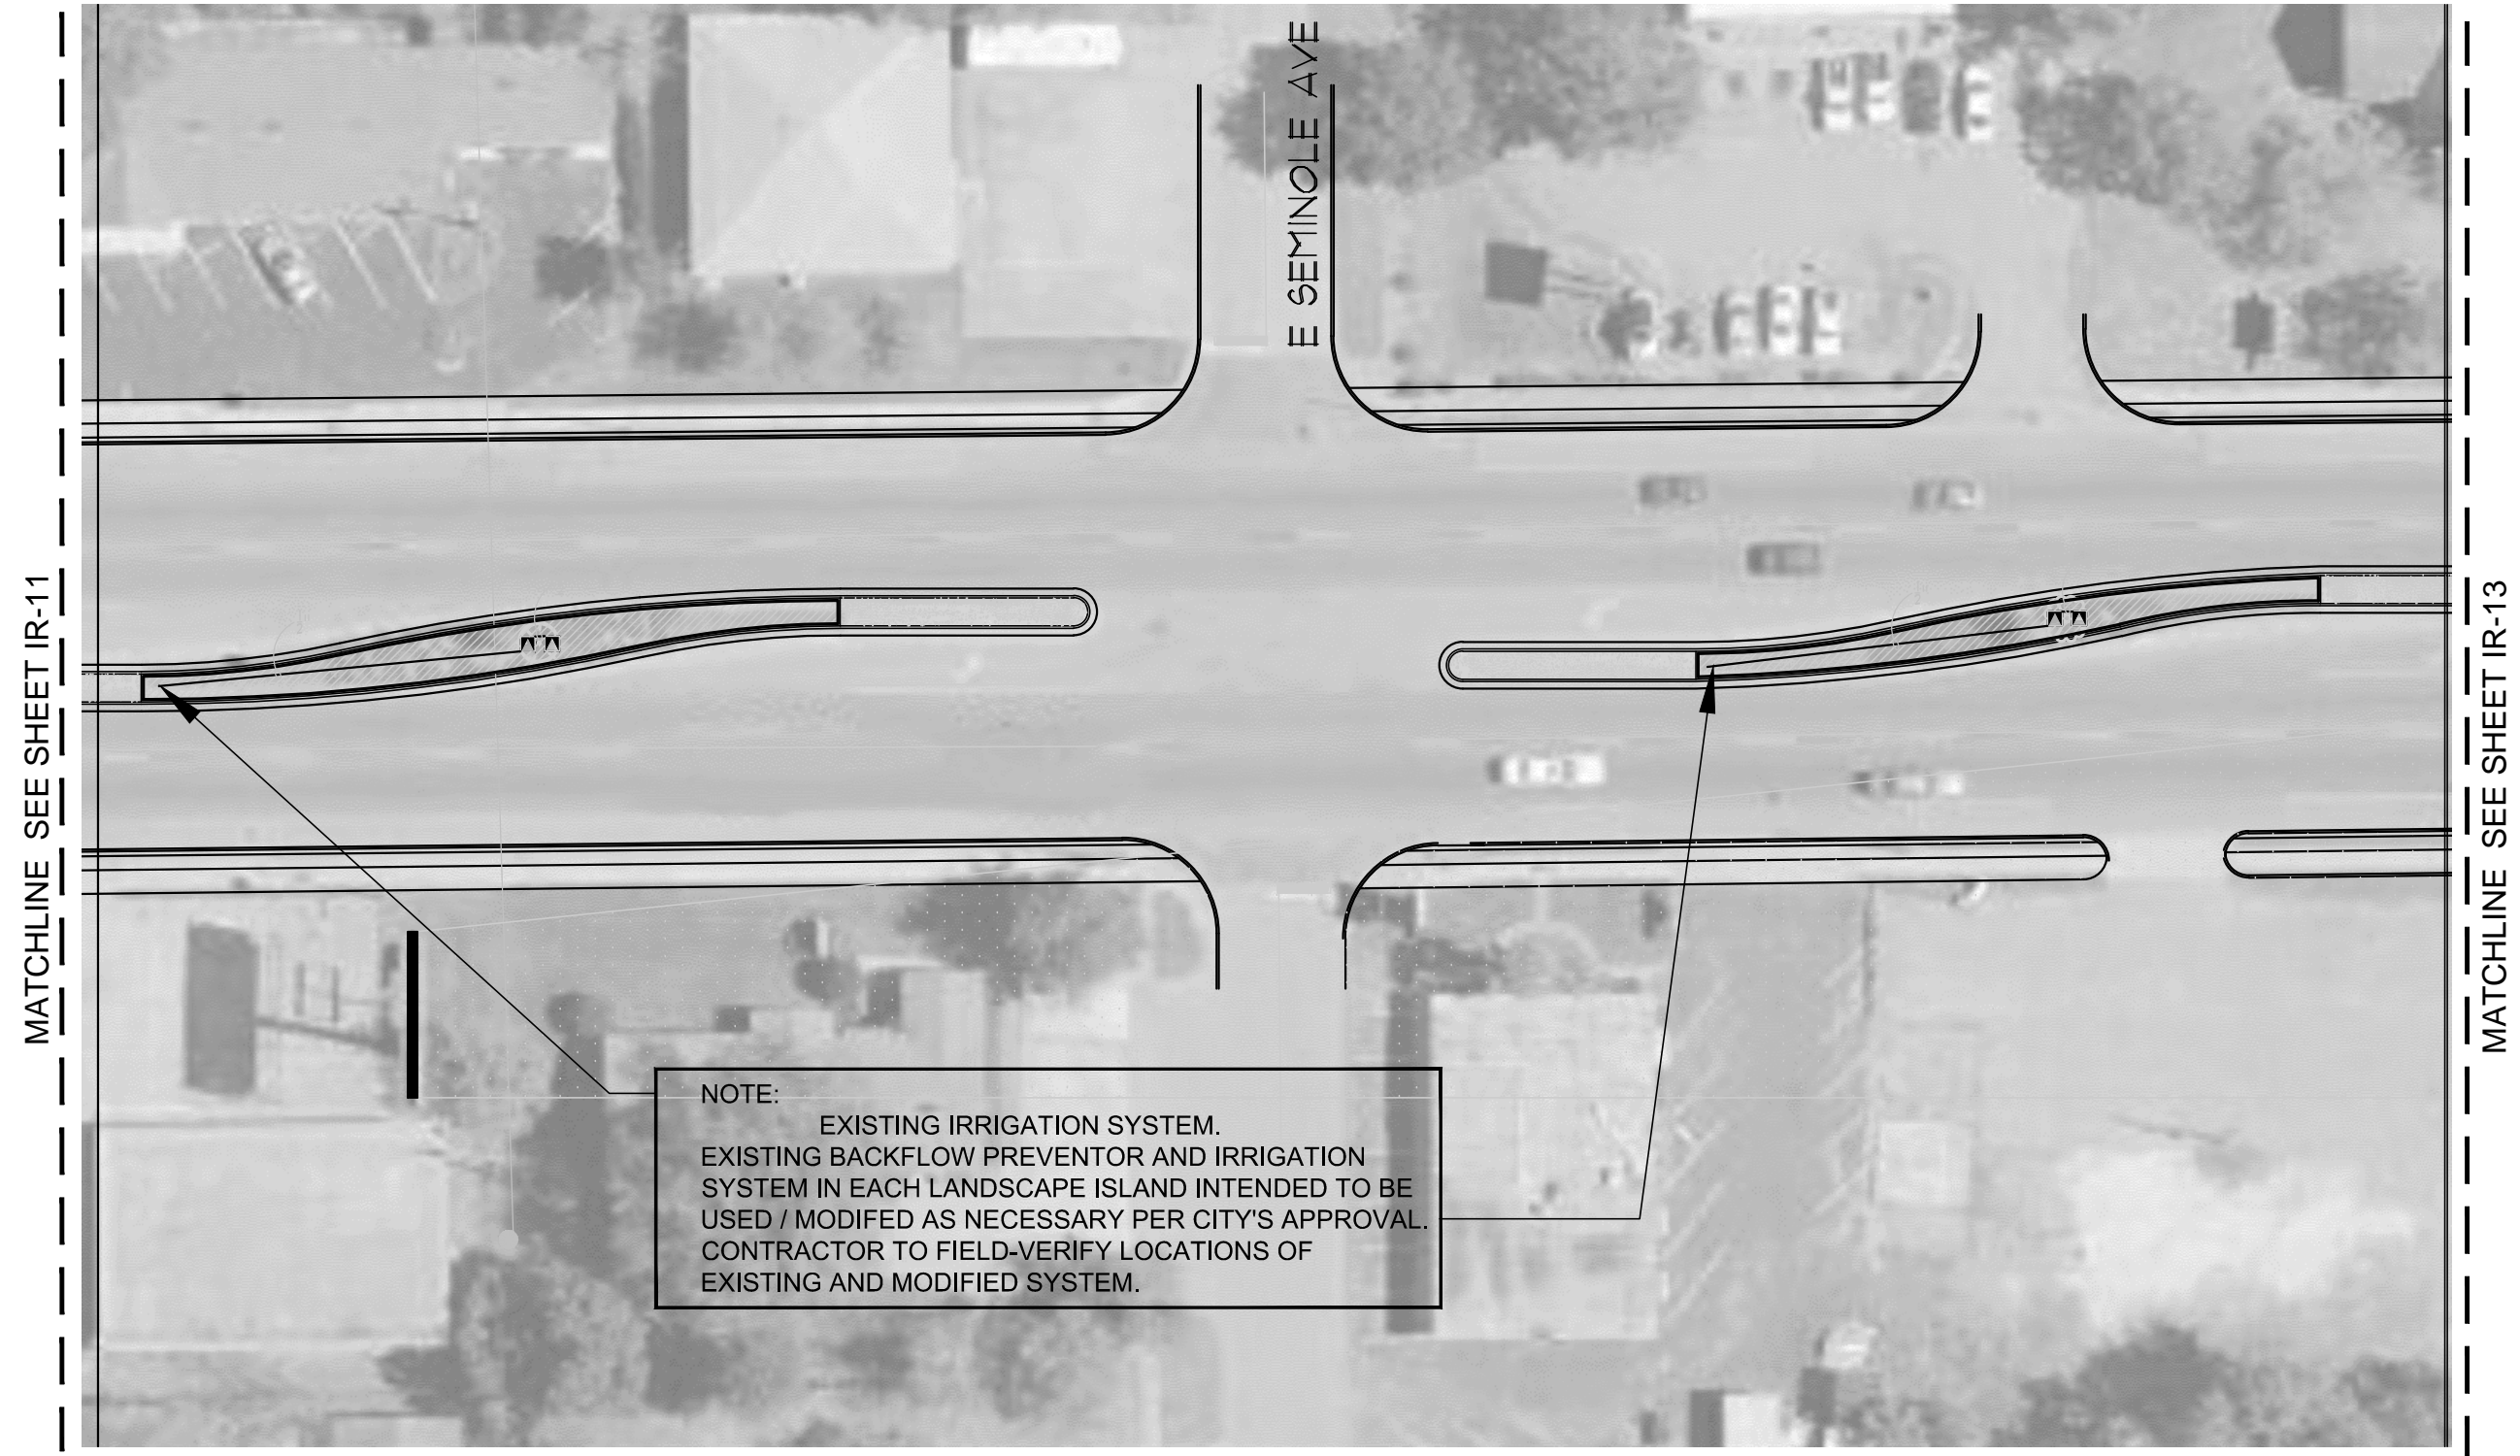 E SEMINOLE AVE
MATCHLINE SEE SHEET IR-11
MATCHLINE SEE SHEET IR-13
NOTE:
EXISTING IRRIGATION SYSTEM.
EXISTING BACKFLOW PREVENTOR AND IRRIGATION
SYSTEM IN EACH LANDSCAPE ISLAND INTENDED TO BE
USED / MODIFED AS NECESSARY PER CITY'S APPROVAL.
CONTRACTOR TO FIELD-VERIFY LOCATIONS OF
EXISTING AND MODIFIED SYSTEM.